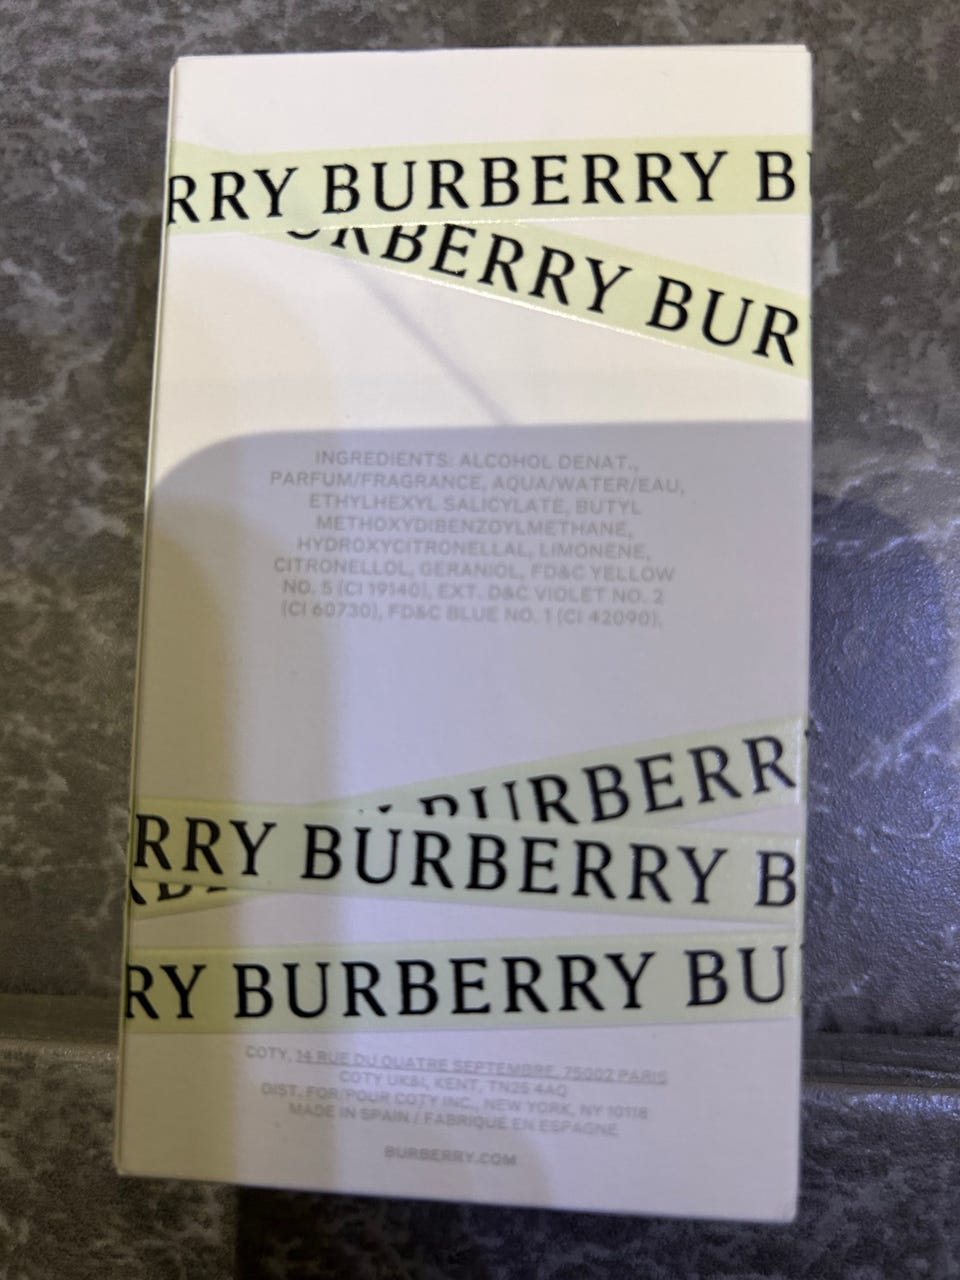 RRY BURBERRY B
URBERRY BUR
INGREDIENTS: ALCOHOL DENAT.,
PARFUM/FRAGRANCE, AQUA/WATER/EAU,
ETHYLHEXYL SALICYLATE, BUTYL
METHOXYDIBENZOYLMETHANE,
HYDROXYCITRONELLAL, LIMONENE,
CITRONELLOL, GERANIOL, FD&C YELLOW
NO. 5 (CI 19140), EXT. D&C VIOLET NO. 2
(CI 60730), FD&C BLUE NO. 1 (CI 42090).
Y BURBERR
RRY BURBERRY B
RY BURBERRY BU
COTY, 14 RUE DU QUATRE SEPTEMBRE, 75002 PARIS
COTY UK&I, KENT, TN25 4AQ
DIST. FOR/POUR COTY INC., NEW YORK, NY 10118
MADE IN SPAIN / FABRIQUE EN ESPAGNE
BURBERRY.COM